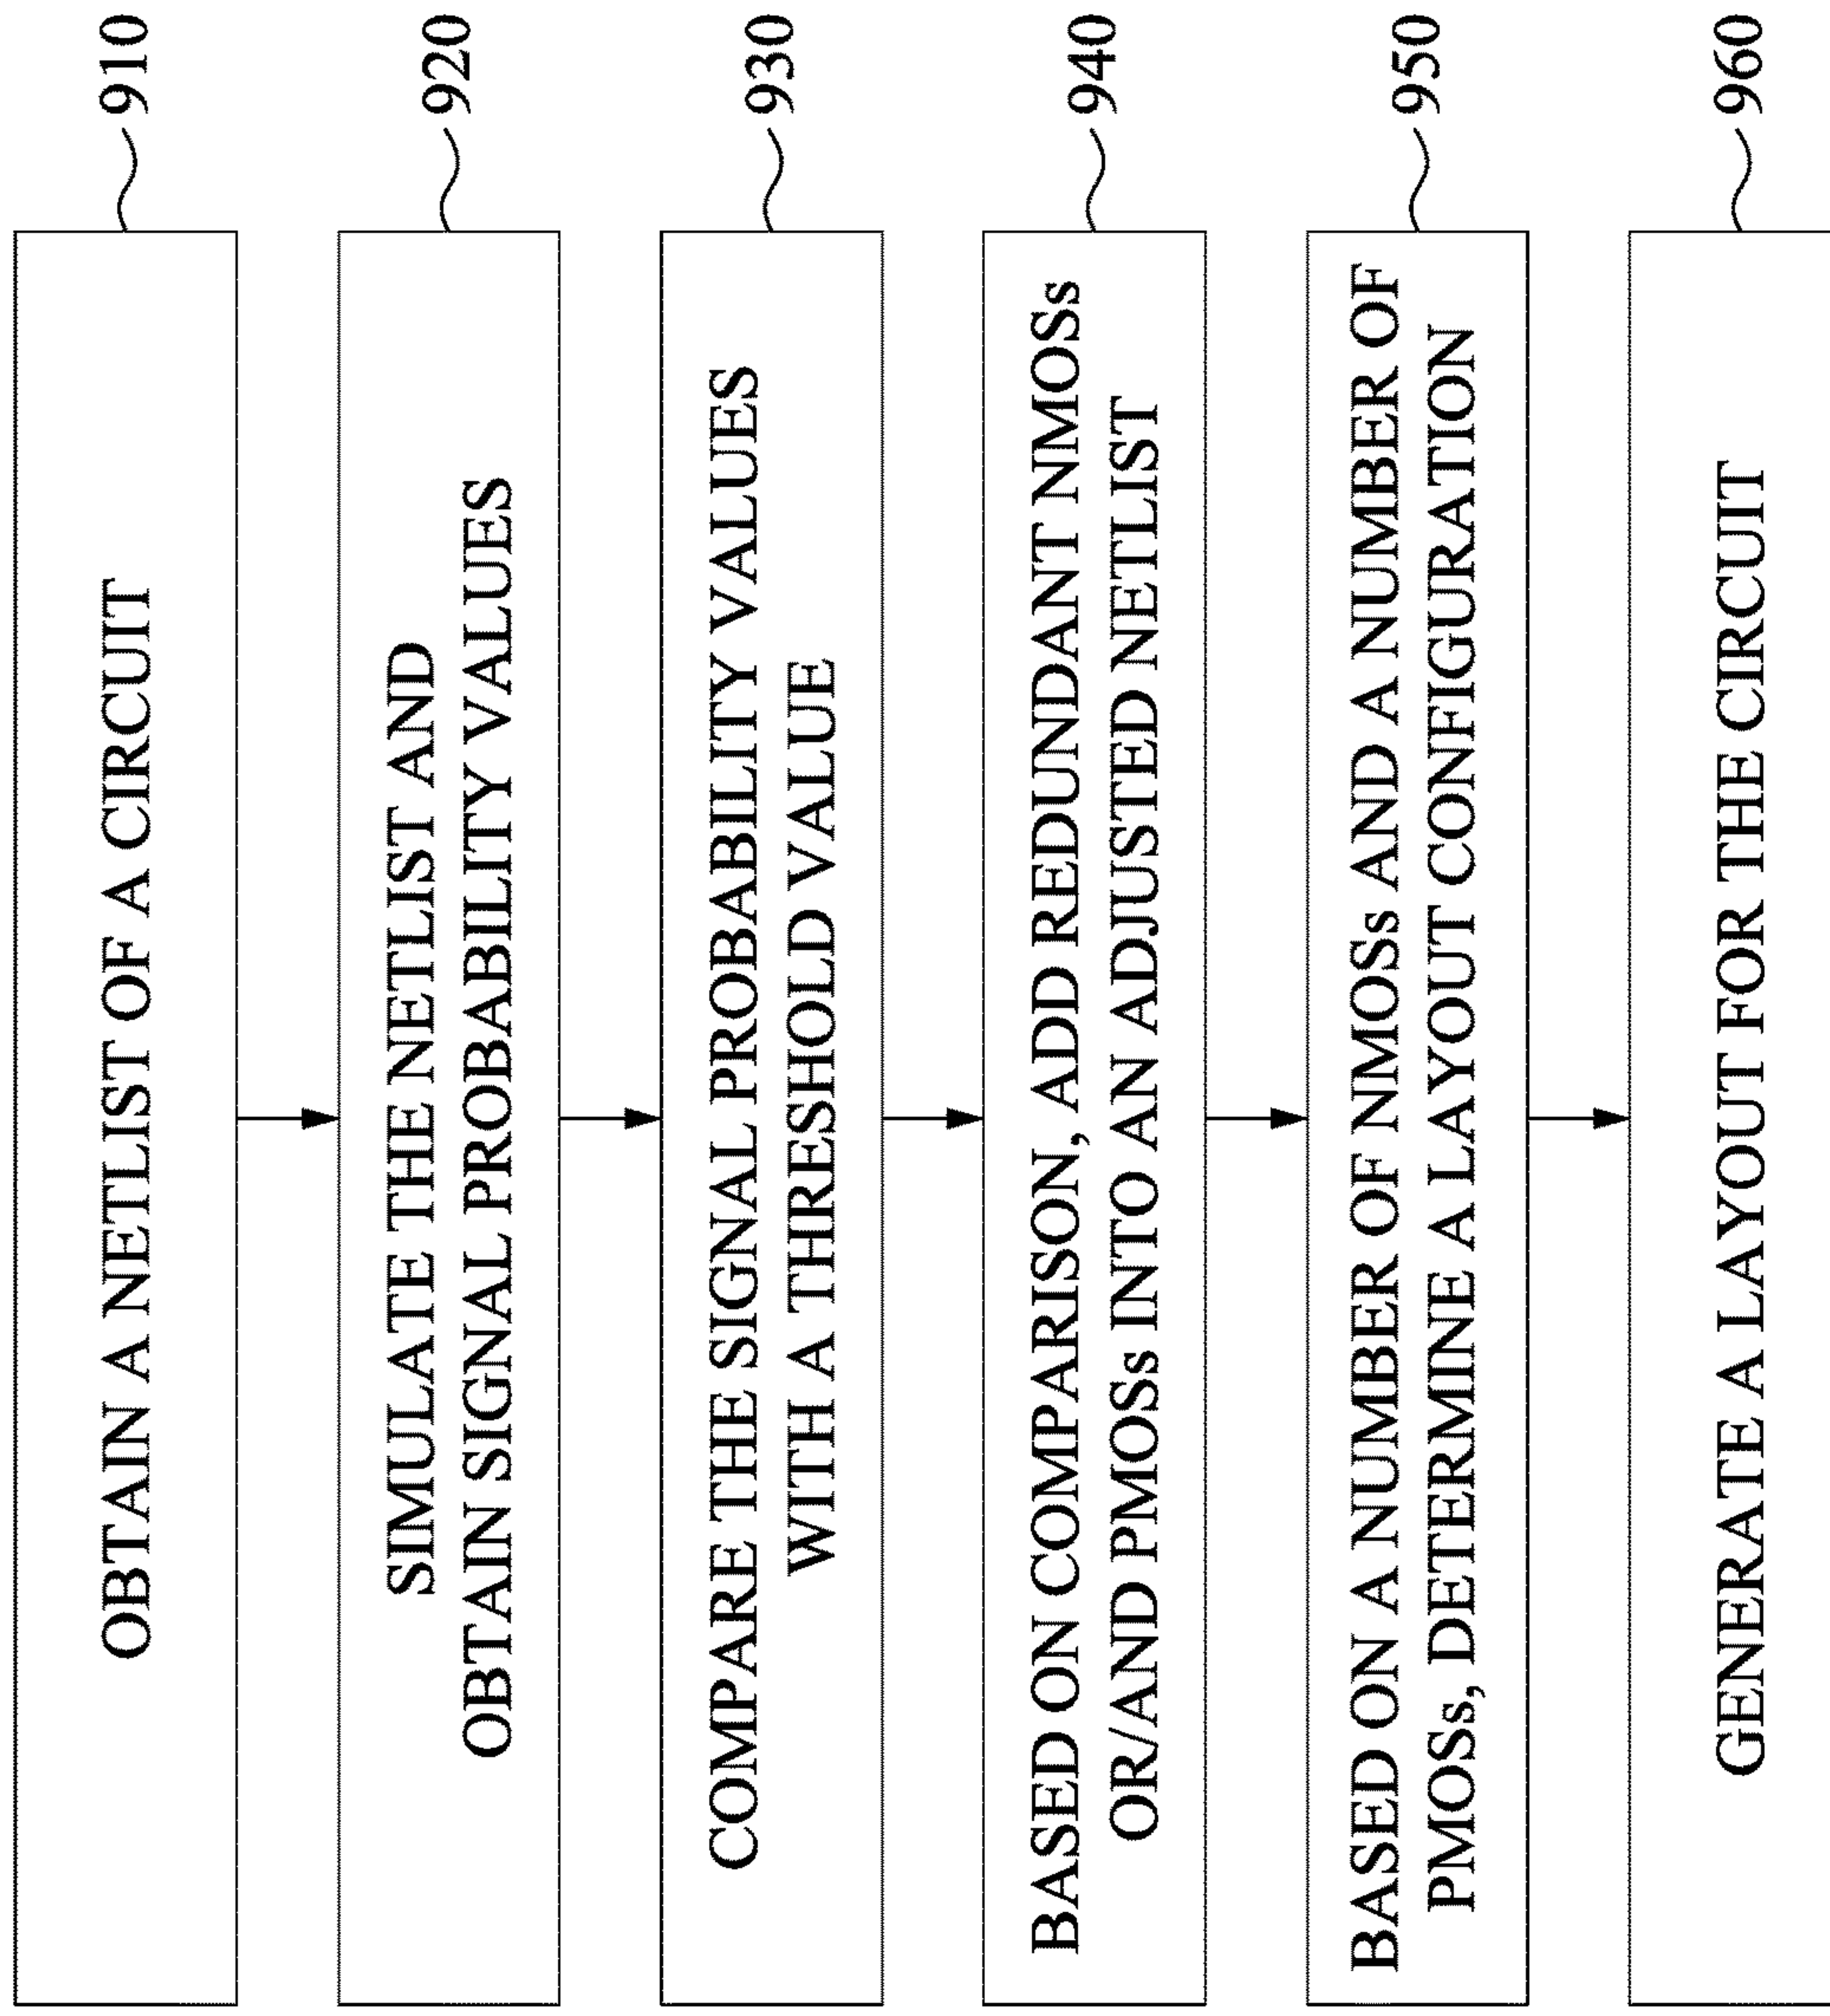 OBTAIN A NETLIST OF A CIRCUIT
910
SIMULATE THE NETLIST AND
OBTAIN SIGNAL PROBABILITY VALUES
920
COMPARE THE SIGNAL PROBABILITY VALUES
WITH A THRESHOLD VALUE
930
BASED ON COMPARISON, ADD REDUNDANT NMOSs
OR/AND PMOSs INTO AN ADJUSTED NETLIST
940
BASED ON A NUMBER OF NMOSs AND A NUMBER OF
PMOSs, DETERMINE A LAYOUT CONFIGURATION
950
GENERATE A LAYOUT FOR THE CIRCUIT
960